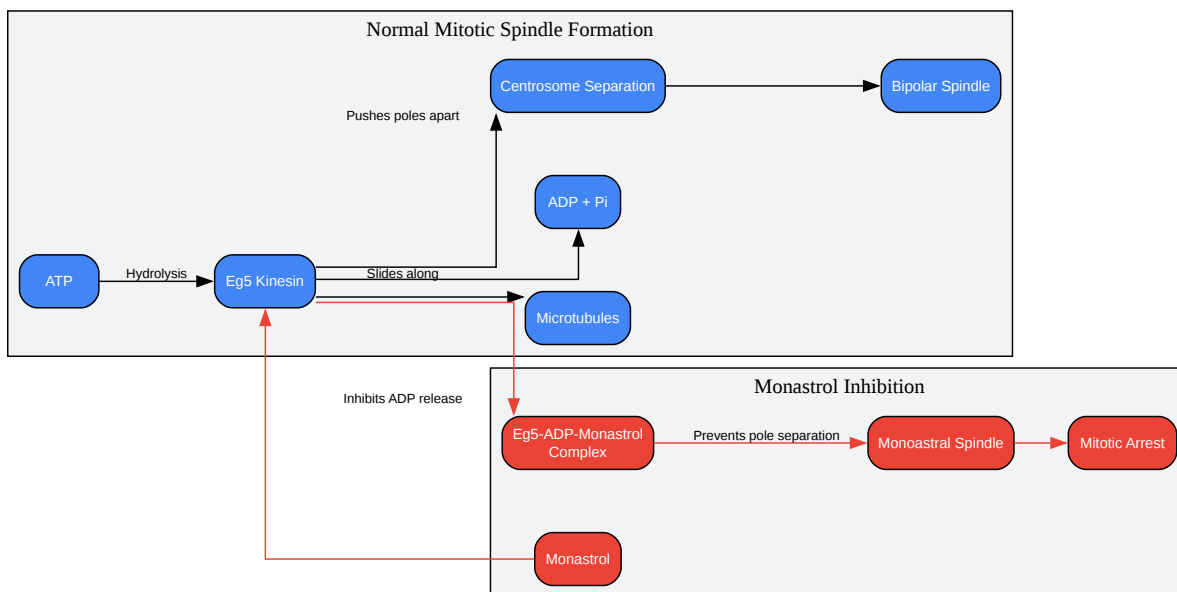 Normal Mitotic Spindle Formation
Centrosome Separation
Bipolar Spindle
Pushes poles apart
ADP + Pi
ATP
Hydrolysis
Eg5 Kinesin
Slides along
Microtubules
Monastrol Inhibition
Inhibits ADP release
Eg5-ADP-Monastrol
Complex
Prevents pole separation
Monoastral Spindle
Mitotic Arrest
Monastrol